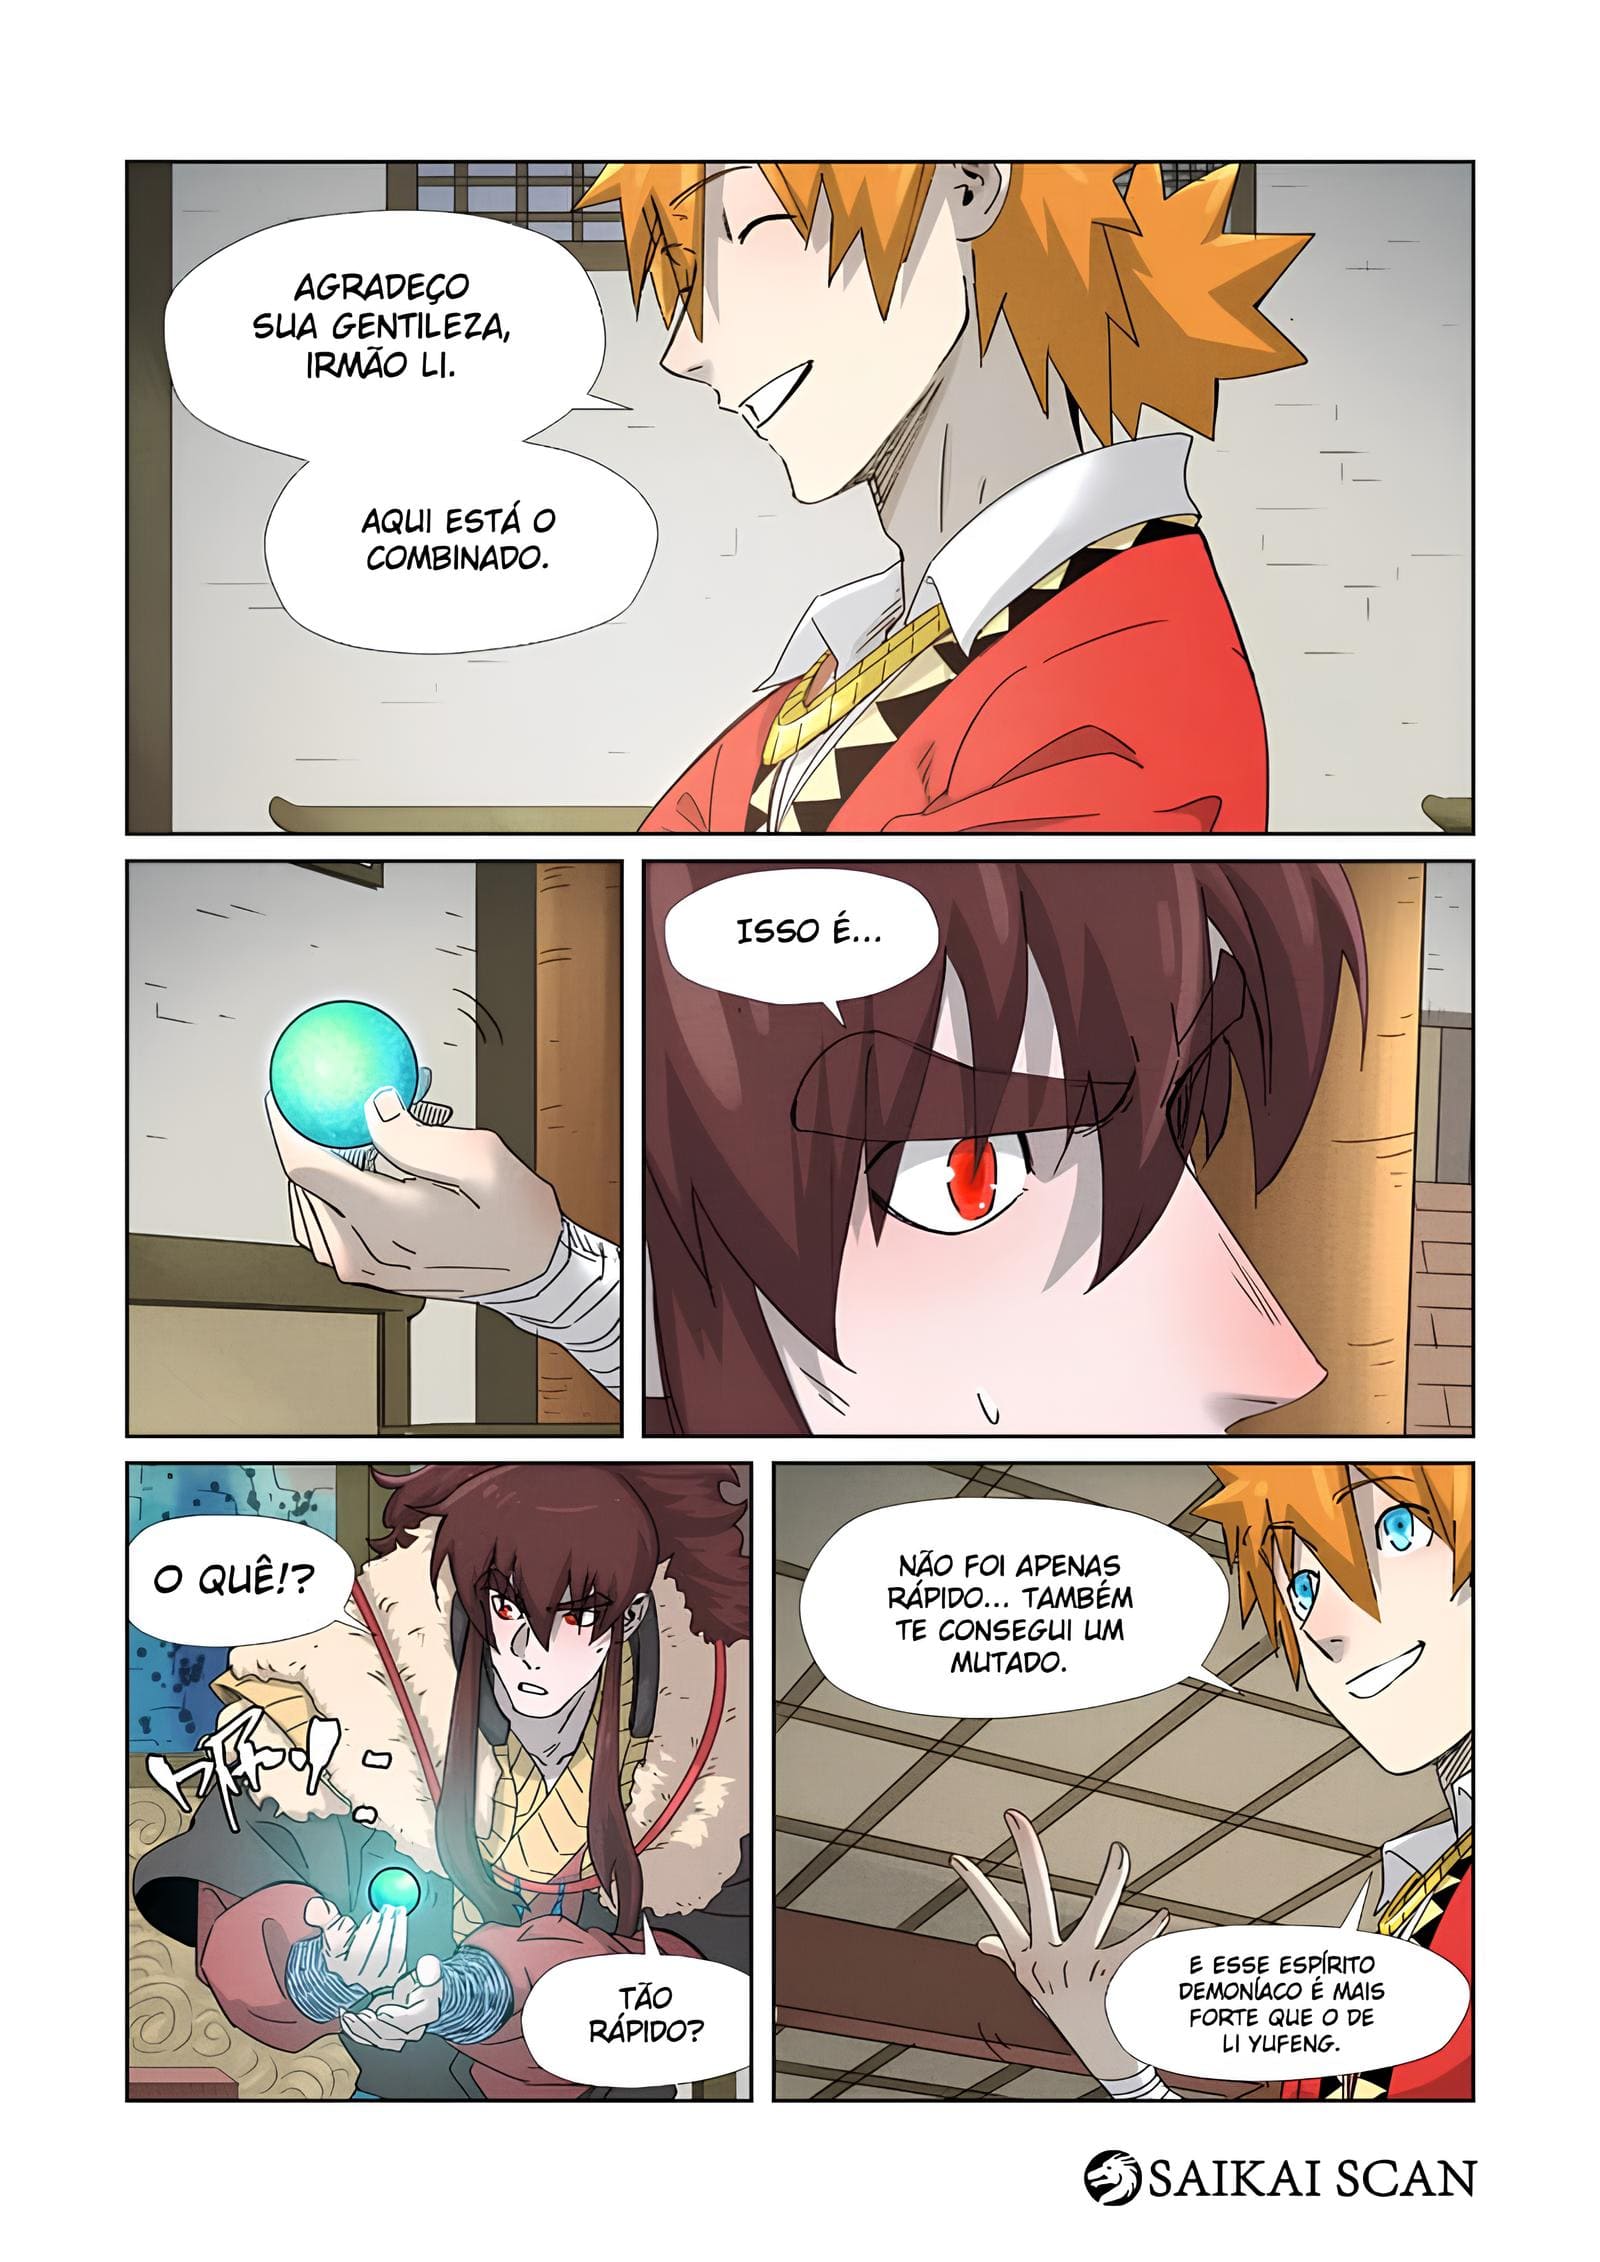 AGRADEÇO
SUA GENTILEZA,
IRMÃO LI.
AQUI ESTÁ O
COMBINADO.
ISSO É...
O QUÊ!?
TÃO
RÁPIDO?
NÃO FOI APENAS
RÁPIDO... TAMBÉM
TE CONSEGUI UM
MUTADO.
E ESSE ESPÍRITO
DEMONÍACO É MAIS
FORTE QUE O DE
LI YUFENG.
SAIKAI SCAN